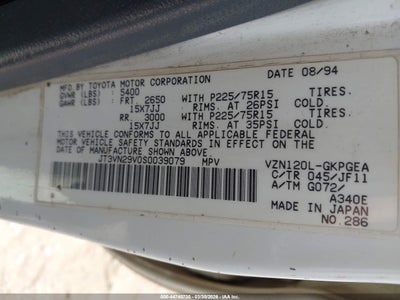 MFD BY TOYOTA MOTOR CORPORATION DATE 08/94
GVWR (LBS) : 5400
GAWR (LBS) : FRT. 2650 WITH P225/75R15 TIRES
15X7JJ RIMS. AT 26PSI COLD.
RR. 3000 WITH P225/75R15 TIRES
15X7JJ RIMS. AT 35PSI COLD.
THIS VEHICLE CONFORMS TO ALL APPLICABLE FEDERAL
MOTOR VEHICLE SAFETY STANDARDS IN EFFECT ON THE
DATE OF MANUFACTURE SHOWN ABOVE.
JT3VN29V0S0039079 MPV VZN120L-GKPGEA
C/TR 045/JF11
A/TM G072/
A340E
MADE IN JAPAN
NO. 286